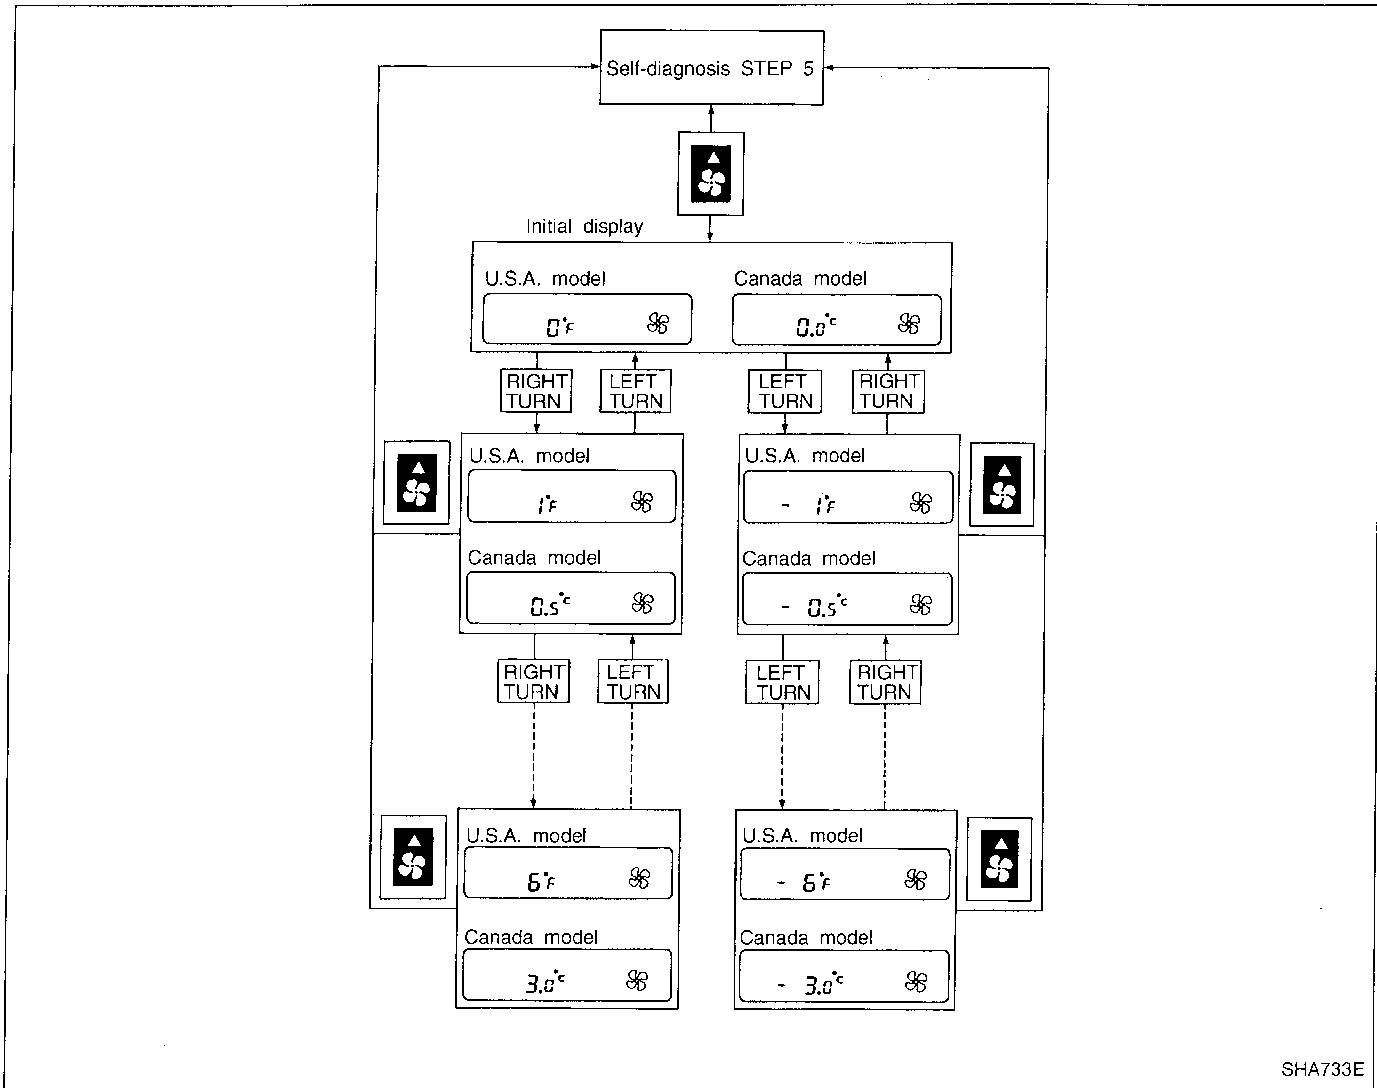 Self-diagnosis STEP 5
Initial display
U.S.A. model
Canada model
0°F
0.0°C
RIGHT TURN
LEFT TURN
LEFT TURN
RIGHT TURN
U.S.A. model
1°F
Canada model
0.5°C
U.S.A. model
- 1°F
Canada model
- 0.5°C
RIGHT TURN
LEFT TURN
LEFT TURN
RIGHT TURN
U.S.A. model
6°F
Canada model
3.0°C
U.S.A. model
- 6°F
Canada model
- 3.0°C
SHA733E